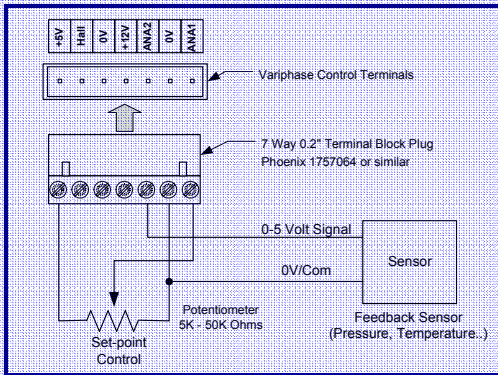 +5V
Hall
0V
+12V
ANA2
0V
ANA1
Variphase Control Terminals
7 Way 0.2" Terminal Block Plug
Phoenix 1757064 or similar
0-5 Volt Signal
0V/Com
Sensor
Potentiometer
5K - 50K Ohms
Set-point
Control
Feedback Sensor
(Pressure, Temperature..)